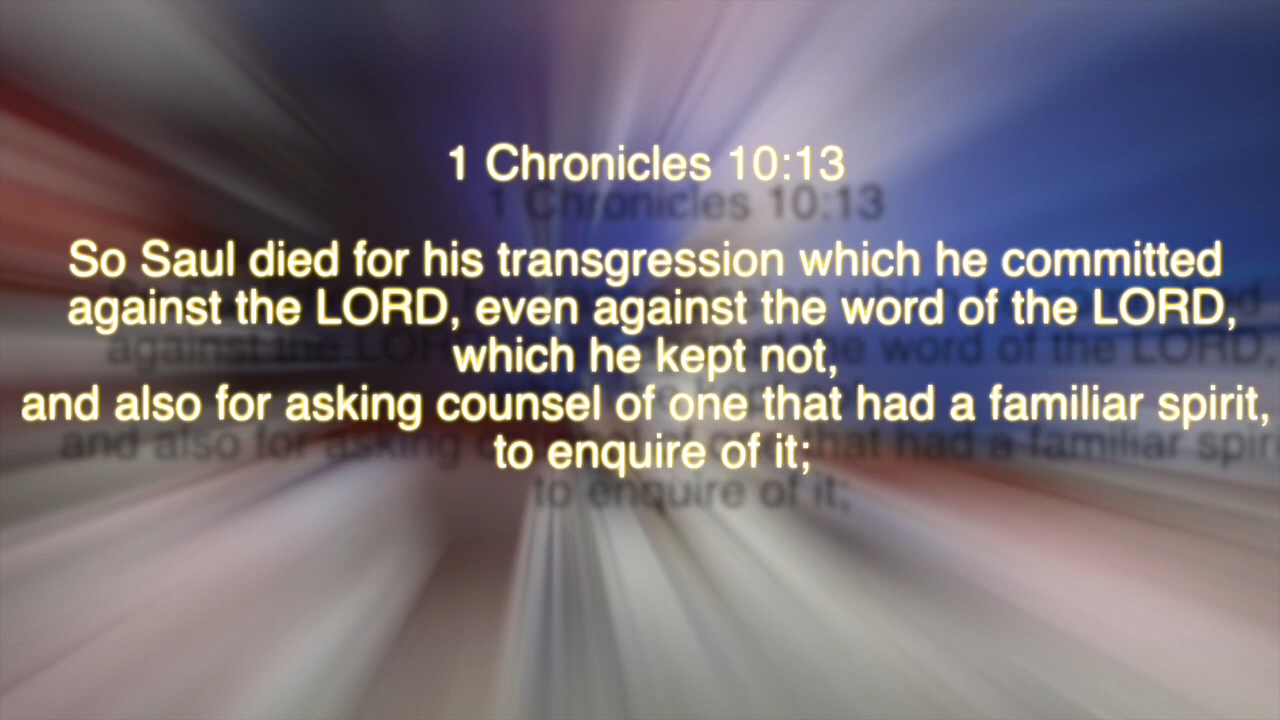 1 Chronicles 10:13
So Saul died for his transgression which he committed
against the LORD, even against the word of the LORD,
which he kept not,
and also for asking counsel of one that had a familiar spirit,
to enquire of it;